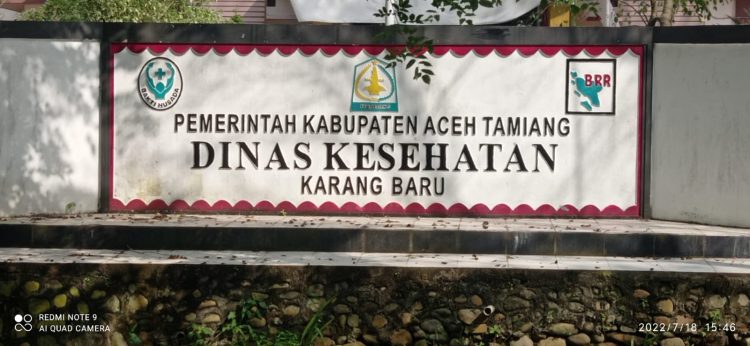 BAKTI HUSADA
BRR
PEMERINTAH KABUPATEN ACEH TAMIANG
DINAS KESEHATAN
KARANG BARU
REDMI NOTE 9
AI QUAD CAMERA
2022/7/18 15:46